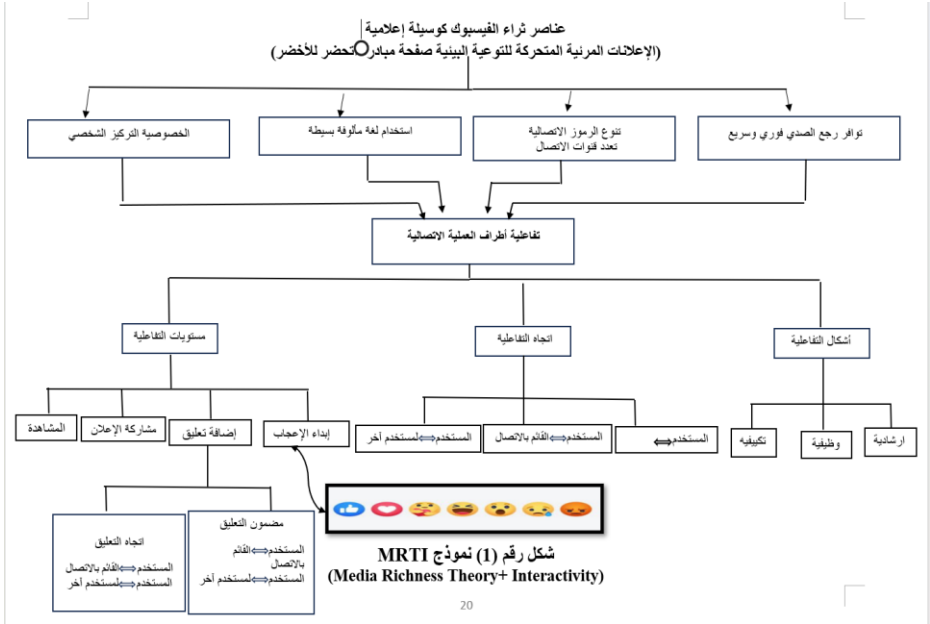 عناصر ثراء الفيسبوك كوسيلة إعلامية
(الإعلانات المرئية المتحركة للتوعية البيئية صفحة مبادر تحضر للأخضر)
توافر رجع الصدي فوري وسريع
تنوع الرموز الاتصالية
تعدد قنوات الاتصال
استخدام لغة مألوفة بسيطة
الخصوصية التركيز الشخصي
تفاعلية أطراف العملية الاتصالية
أشكال التفاعلية
اتجاه التفاعلية
مستويات التفاعلية
ارشادية
وظيفية
تكييفيه
المستخدم⟺
المستخدم⟺القائم بالاتصال
المستخدم⟺لمستخدم آخر
إبداء الإعجاب
إضافة تعليق
مشاركة الإعلان
المشاهدة
مضمون التعليق
المستخدم⟺القائم
بالاتصال
المستخدم⟺لمستخدم آخر
اتجاه التعليق
المستخدم⟺القائم بالاتصال
المستخدم⟺لمستخدم آخر
شكل رقم (1) نموذج MRTI
(Media Richness Theory+ Interactivity)
20